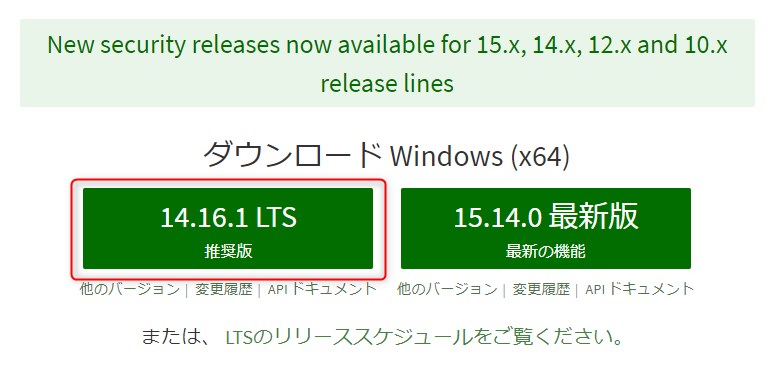 New security releases now available for 15.x, 14.x, 12.x and 10.x
release lines
ダウンロード Windows (x64)
14.16.1 LTS
推奨版
15.14.0 最新版
最新の機能
他のバージョン | 変更履歴 | API ドキュメント
他のバージョン | 変更履歴 | API ドキュメント
または、 LTSのリリーススケジュールをご覧ください。